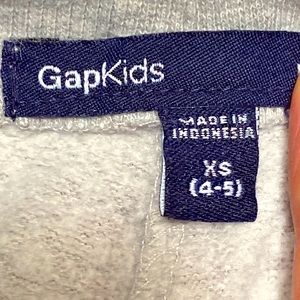 GapKids
MADE IN
INDONESIA
XS
(4-5)